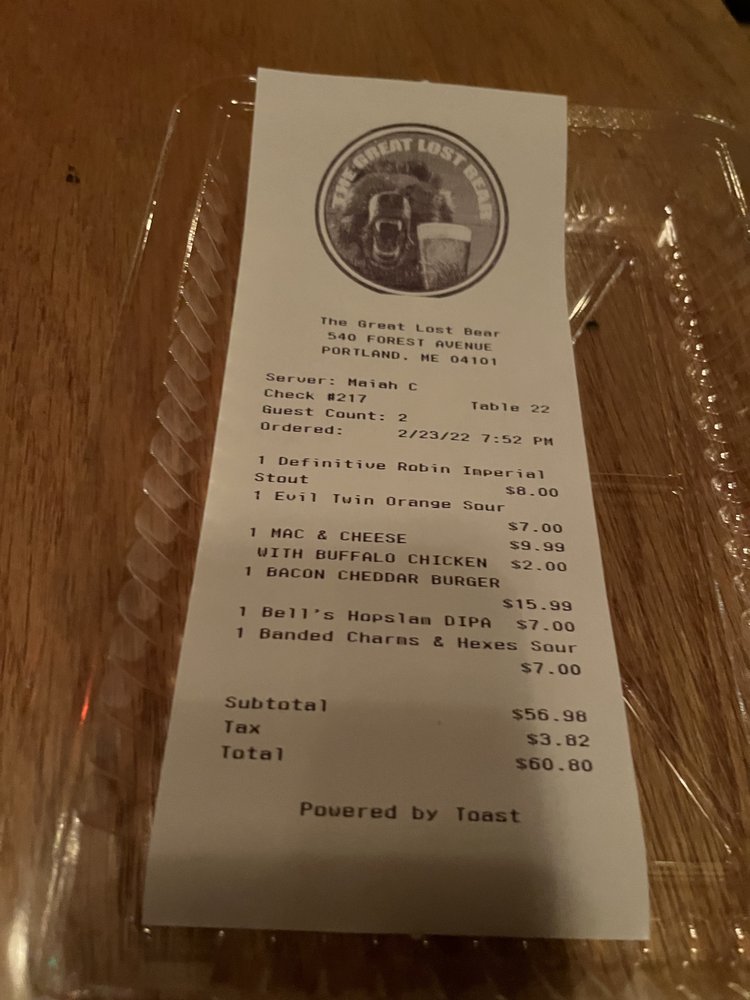 THE GREAT LOST BEAR
The Great Lost Bear
540 FOREST AVENUE
PORTLAND, ME 04101
Server: Maiah C
Check #217 Table 22
Guest Count: 2
Ordered: 2/23/22 7:52 PM
1 Definitive Robin Imperial
Stout $8.00
1 Evil Twin Orange Sour
$7.00
1 MAC & CHEESE $9.99
WITH BUFFALO CHICKEN $2.00
1 BACON CHEDDAR BURGER
$15.99
1 Bell's Hopslam DIPA $7.00
1 Banded Charms & Hexes Sour
$7.00
Subtotal $56.98
Tax $3.82
Total $60.80
Powered by Toast